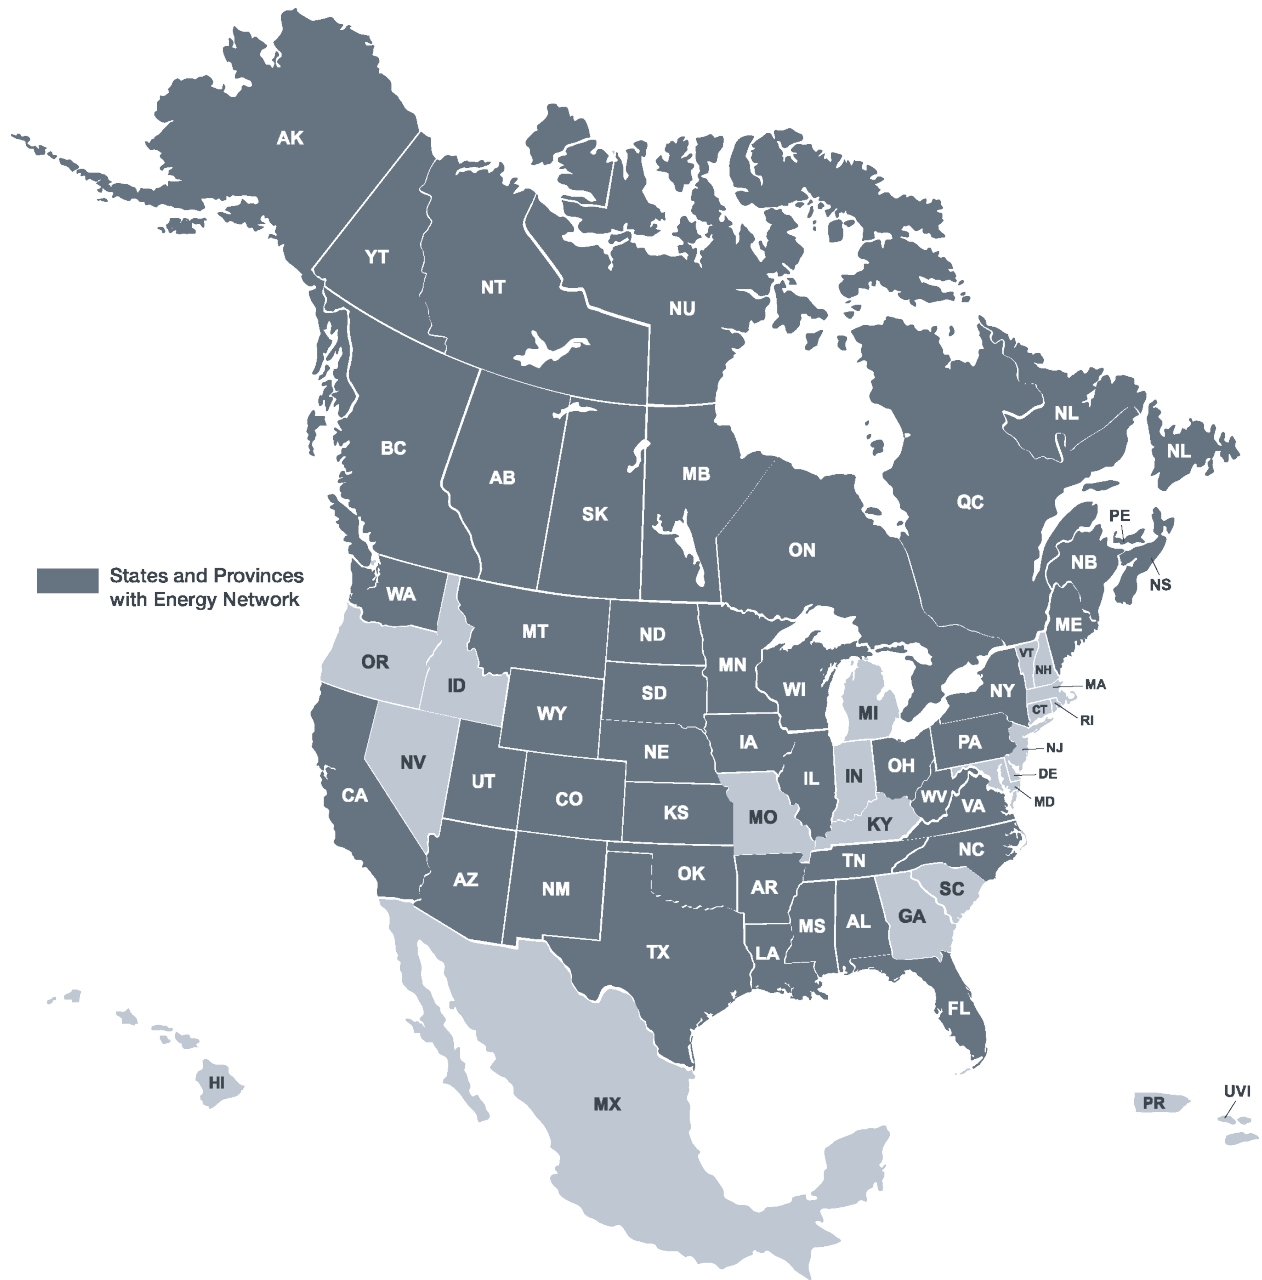 AK
YT
NT
NU
BC
AB
SK
MB
ON
QC
NL
NL
PE
NB
NS
States and Provinces
with Energy Network
WA
MT
ND
MN
ME
OR
ID
SD
WI
MI
NY
VT
NH
MA
CT
RI
WY
NE
IA
PA
NJ
NV
UT
CO
KS
IL
IN
OH
WV
VA
DE
MD
CA
MO
KY
AZ
NM
OK
AR
TN
NC
SC
GA
TX
LA
MS
AL
FL
HI
MX
PR
UVI